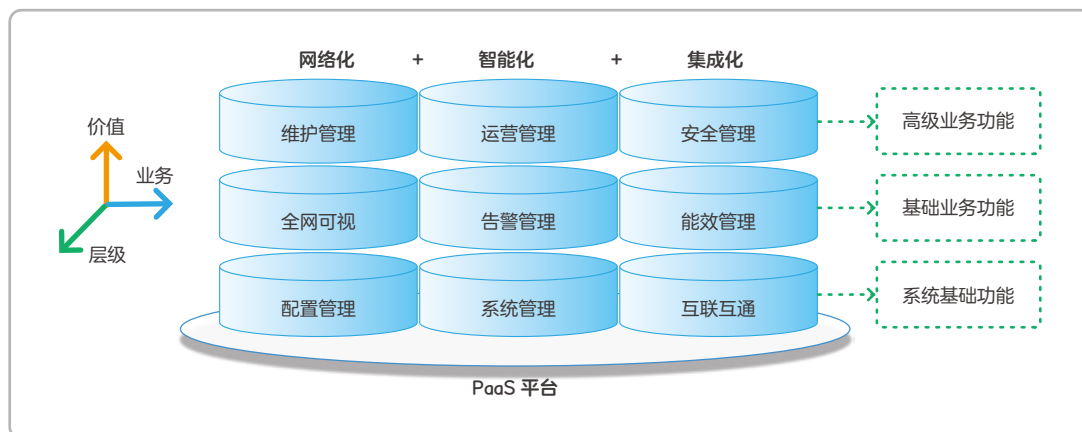 网络化 + 智能化 + 集成化
维护管理 运营管理 安全管理 高级业务功能
价值
业务
全网可视 告警管理 能效管理 基础业务功能
层级
配置管理 系统管理 互联互通 系统基础功能
PaaS 平台